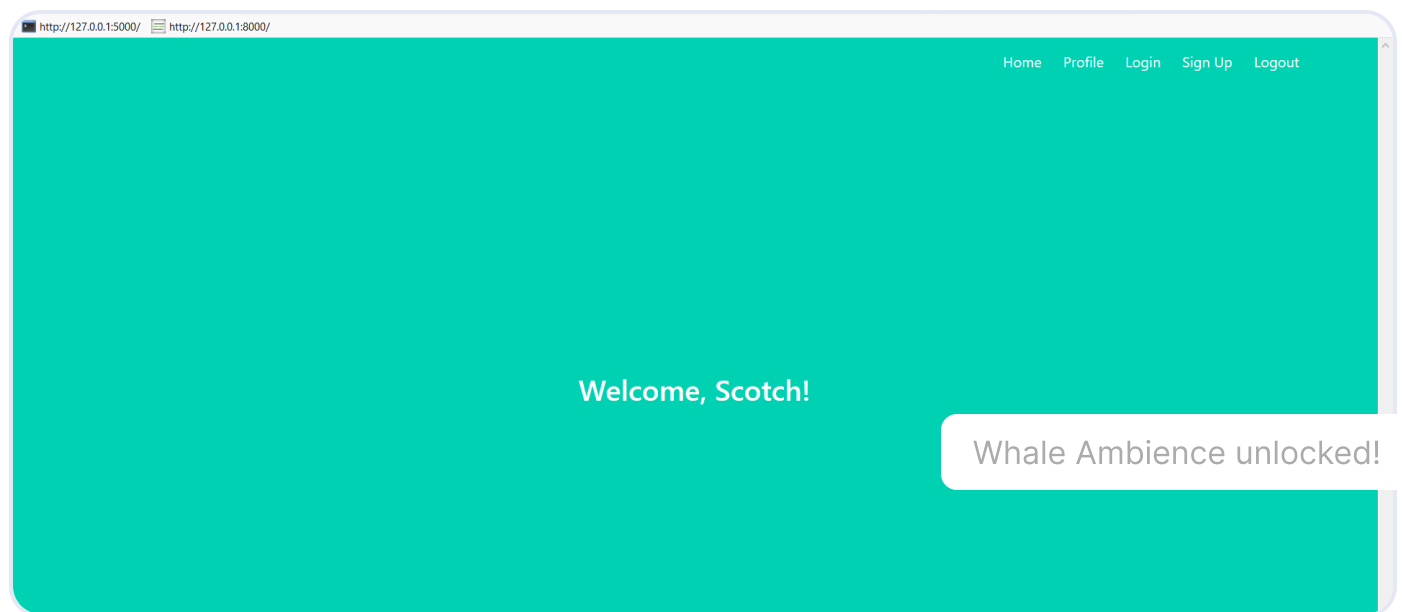 http://127.0.0.1:5000/ http://127.0.0.1:8000/
Home Profile Login Sign Up Logout
Welcome, Scotch!
Whale Ambience unlocked!